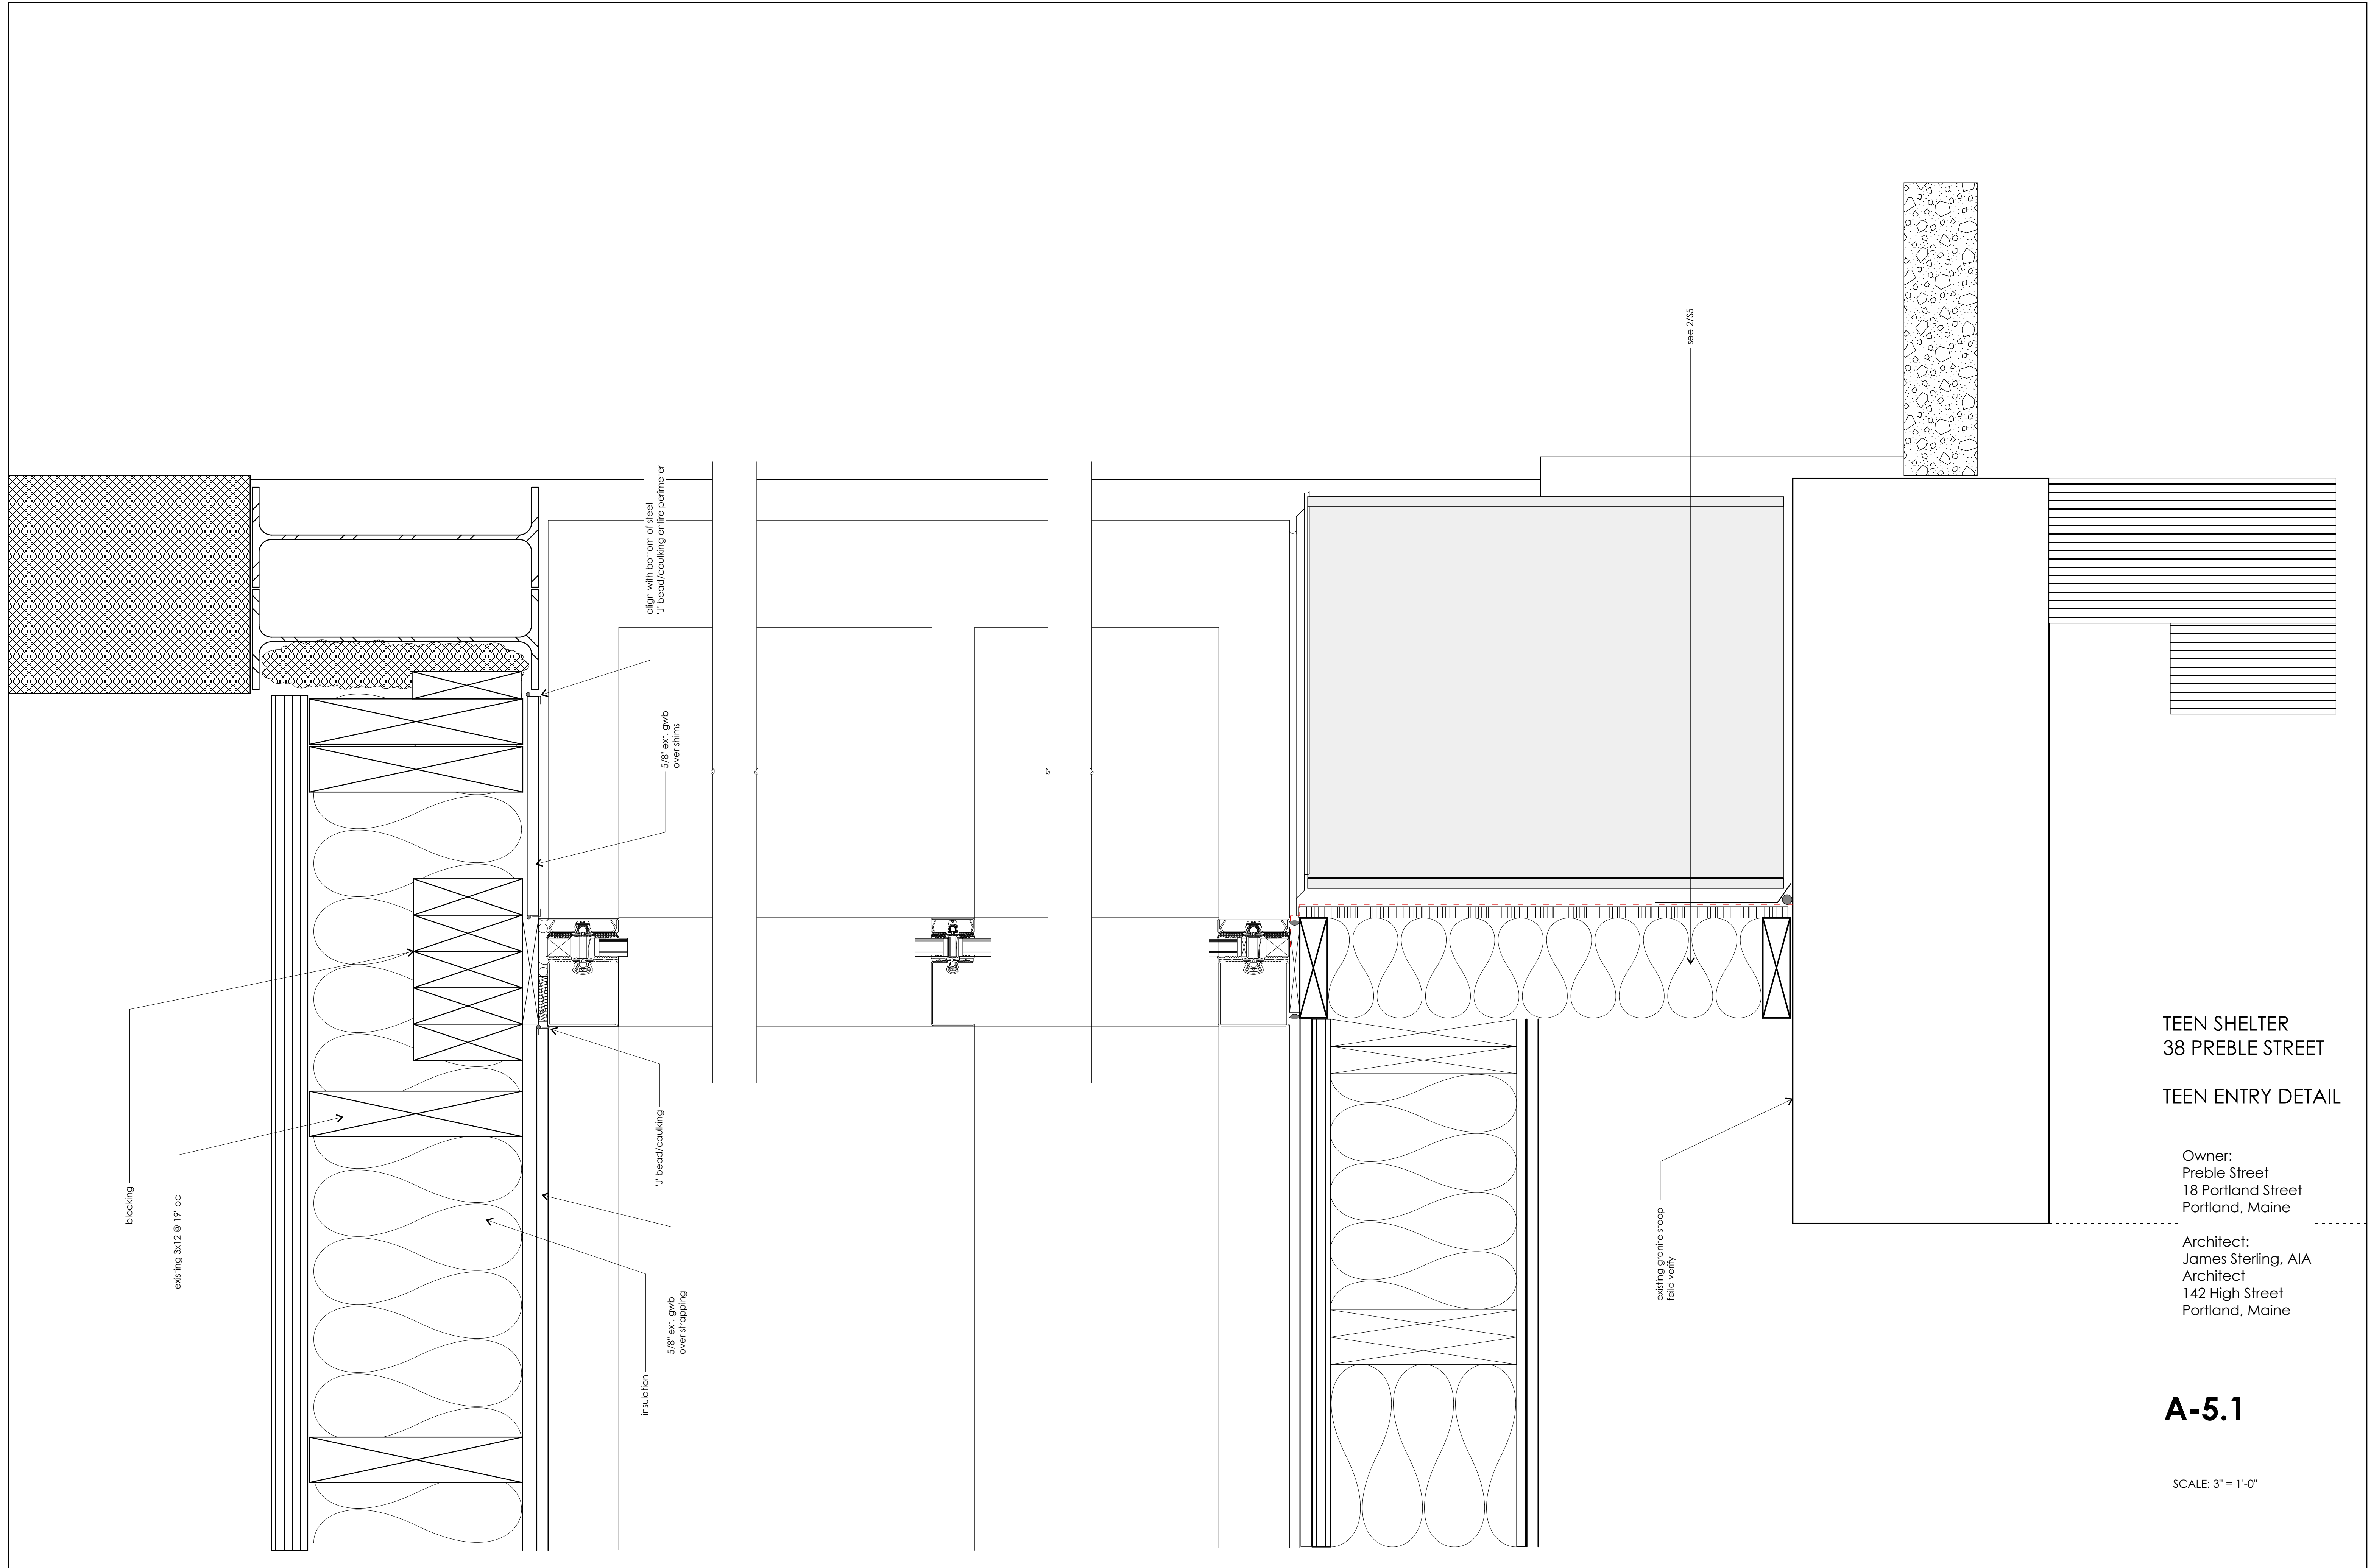 blocking
existing 3x12 @ 19" oc
align with bottom of steel
'J' bead/caulking entire perimeter
5/8" ext. gwb
over shims
'J' bead/caulking
5/8" ext. gwb
over strapping
insulation
see 2/S5
existing granite stoop
feild verify
TEEN SHELTER
38 PREBLE STREET
TEEN ENTRY DETAIL
Owner:
Preble Street
18 Portland Street
Portland, Maine
Architect:
James Sterling, AIA
Architect
142 High Street
Portland, Maine
A-5.1
SCALE: 3" = 1'-0"